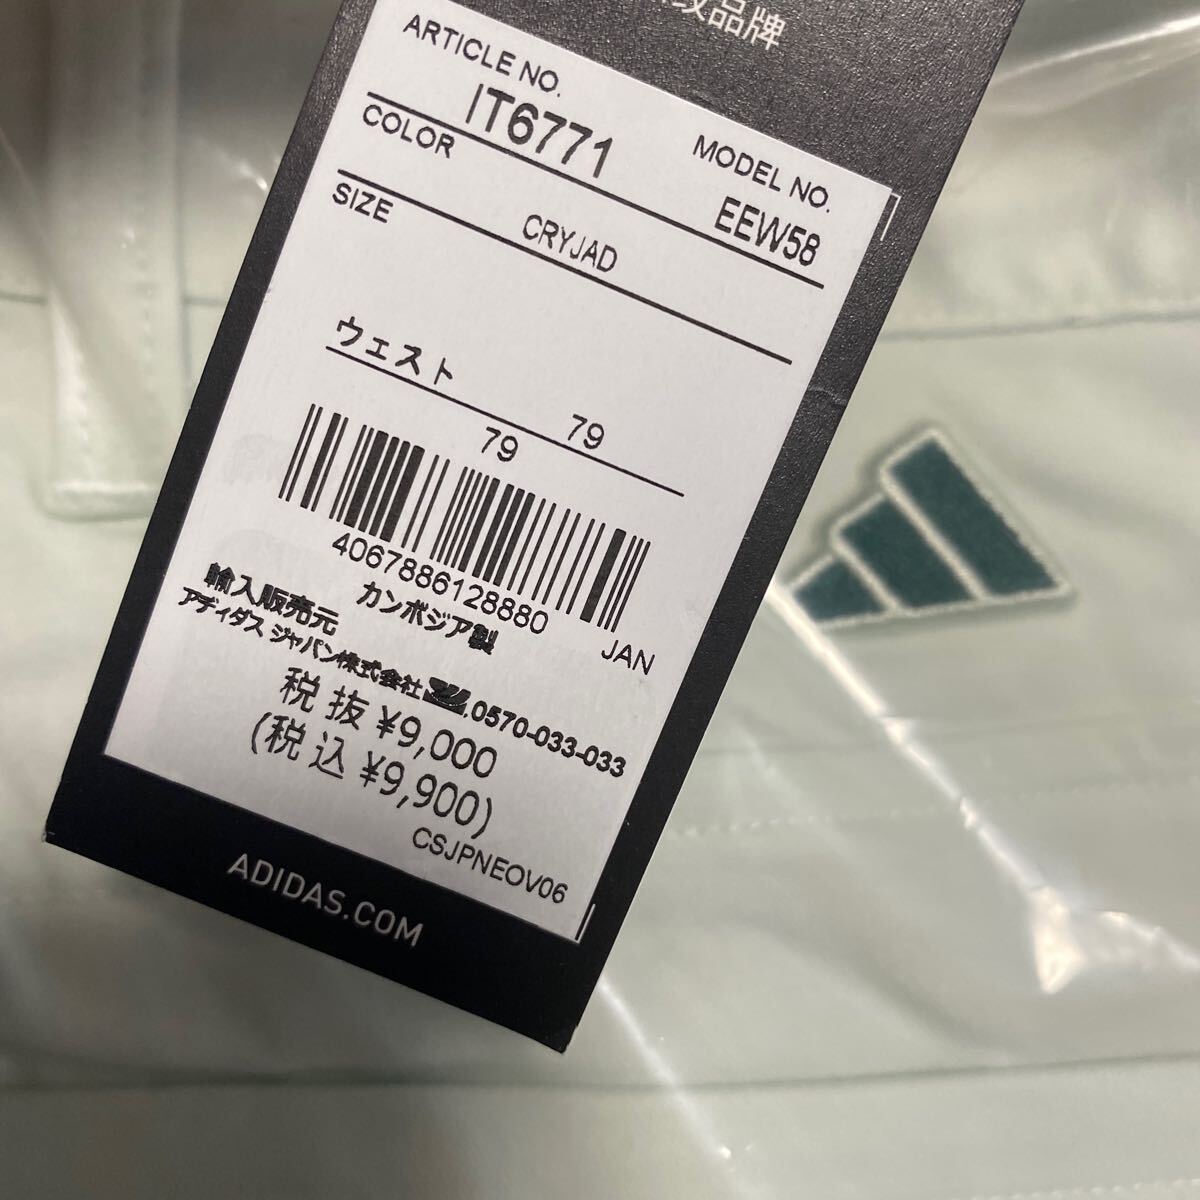 品牌
ARTICLE NO.
MODEL NO.
IT6771
EEW58
COLOR
CRYJAD
SIZE
ウェスト
79
79
4067886128880
JAN
カンボジア製
輸入販売元
アディダス ジャパン株式会社
0570-033-033
税 抜 ¥9,000
(税 込 ¥9,900)
CSJPNEOV06
ADIDAS.COM